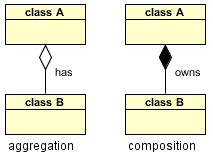 class A
class A
has
owns
class B
class B
aggregation
composition